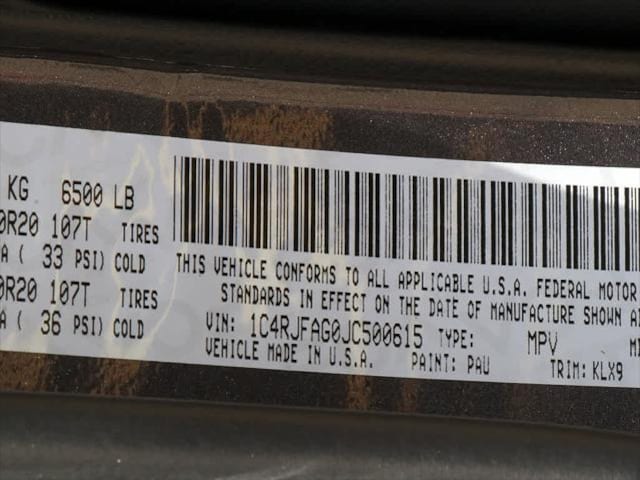 KG 6500 LB
0R20 107T TIRES
A ( 33 PSI) COLD
0R20 107T TIRES
A ( 36 PSI) COLD
THIS VEHICLE CONFORMS TO ALL APPLICABLE U.S.A. FEDERAL MOTOR
STANDARDS IN EFFECT ON THE DATE OF MANUFACTURE SHOWN A
VIN: 1C4RJFAG0JC500615 TYPE: MPV M
VEHICLE MADE IN U.S.A. PAINT: PAU TRIM: KLX9